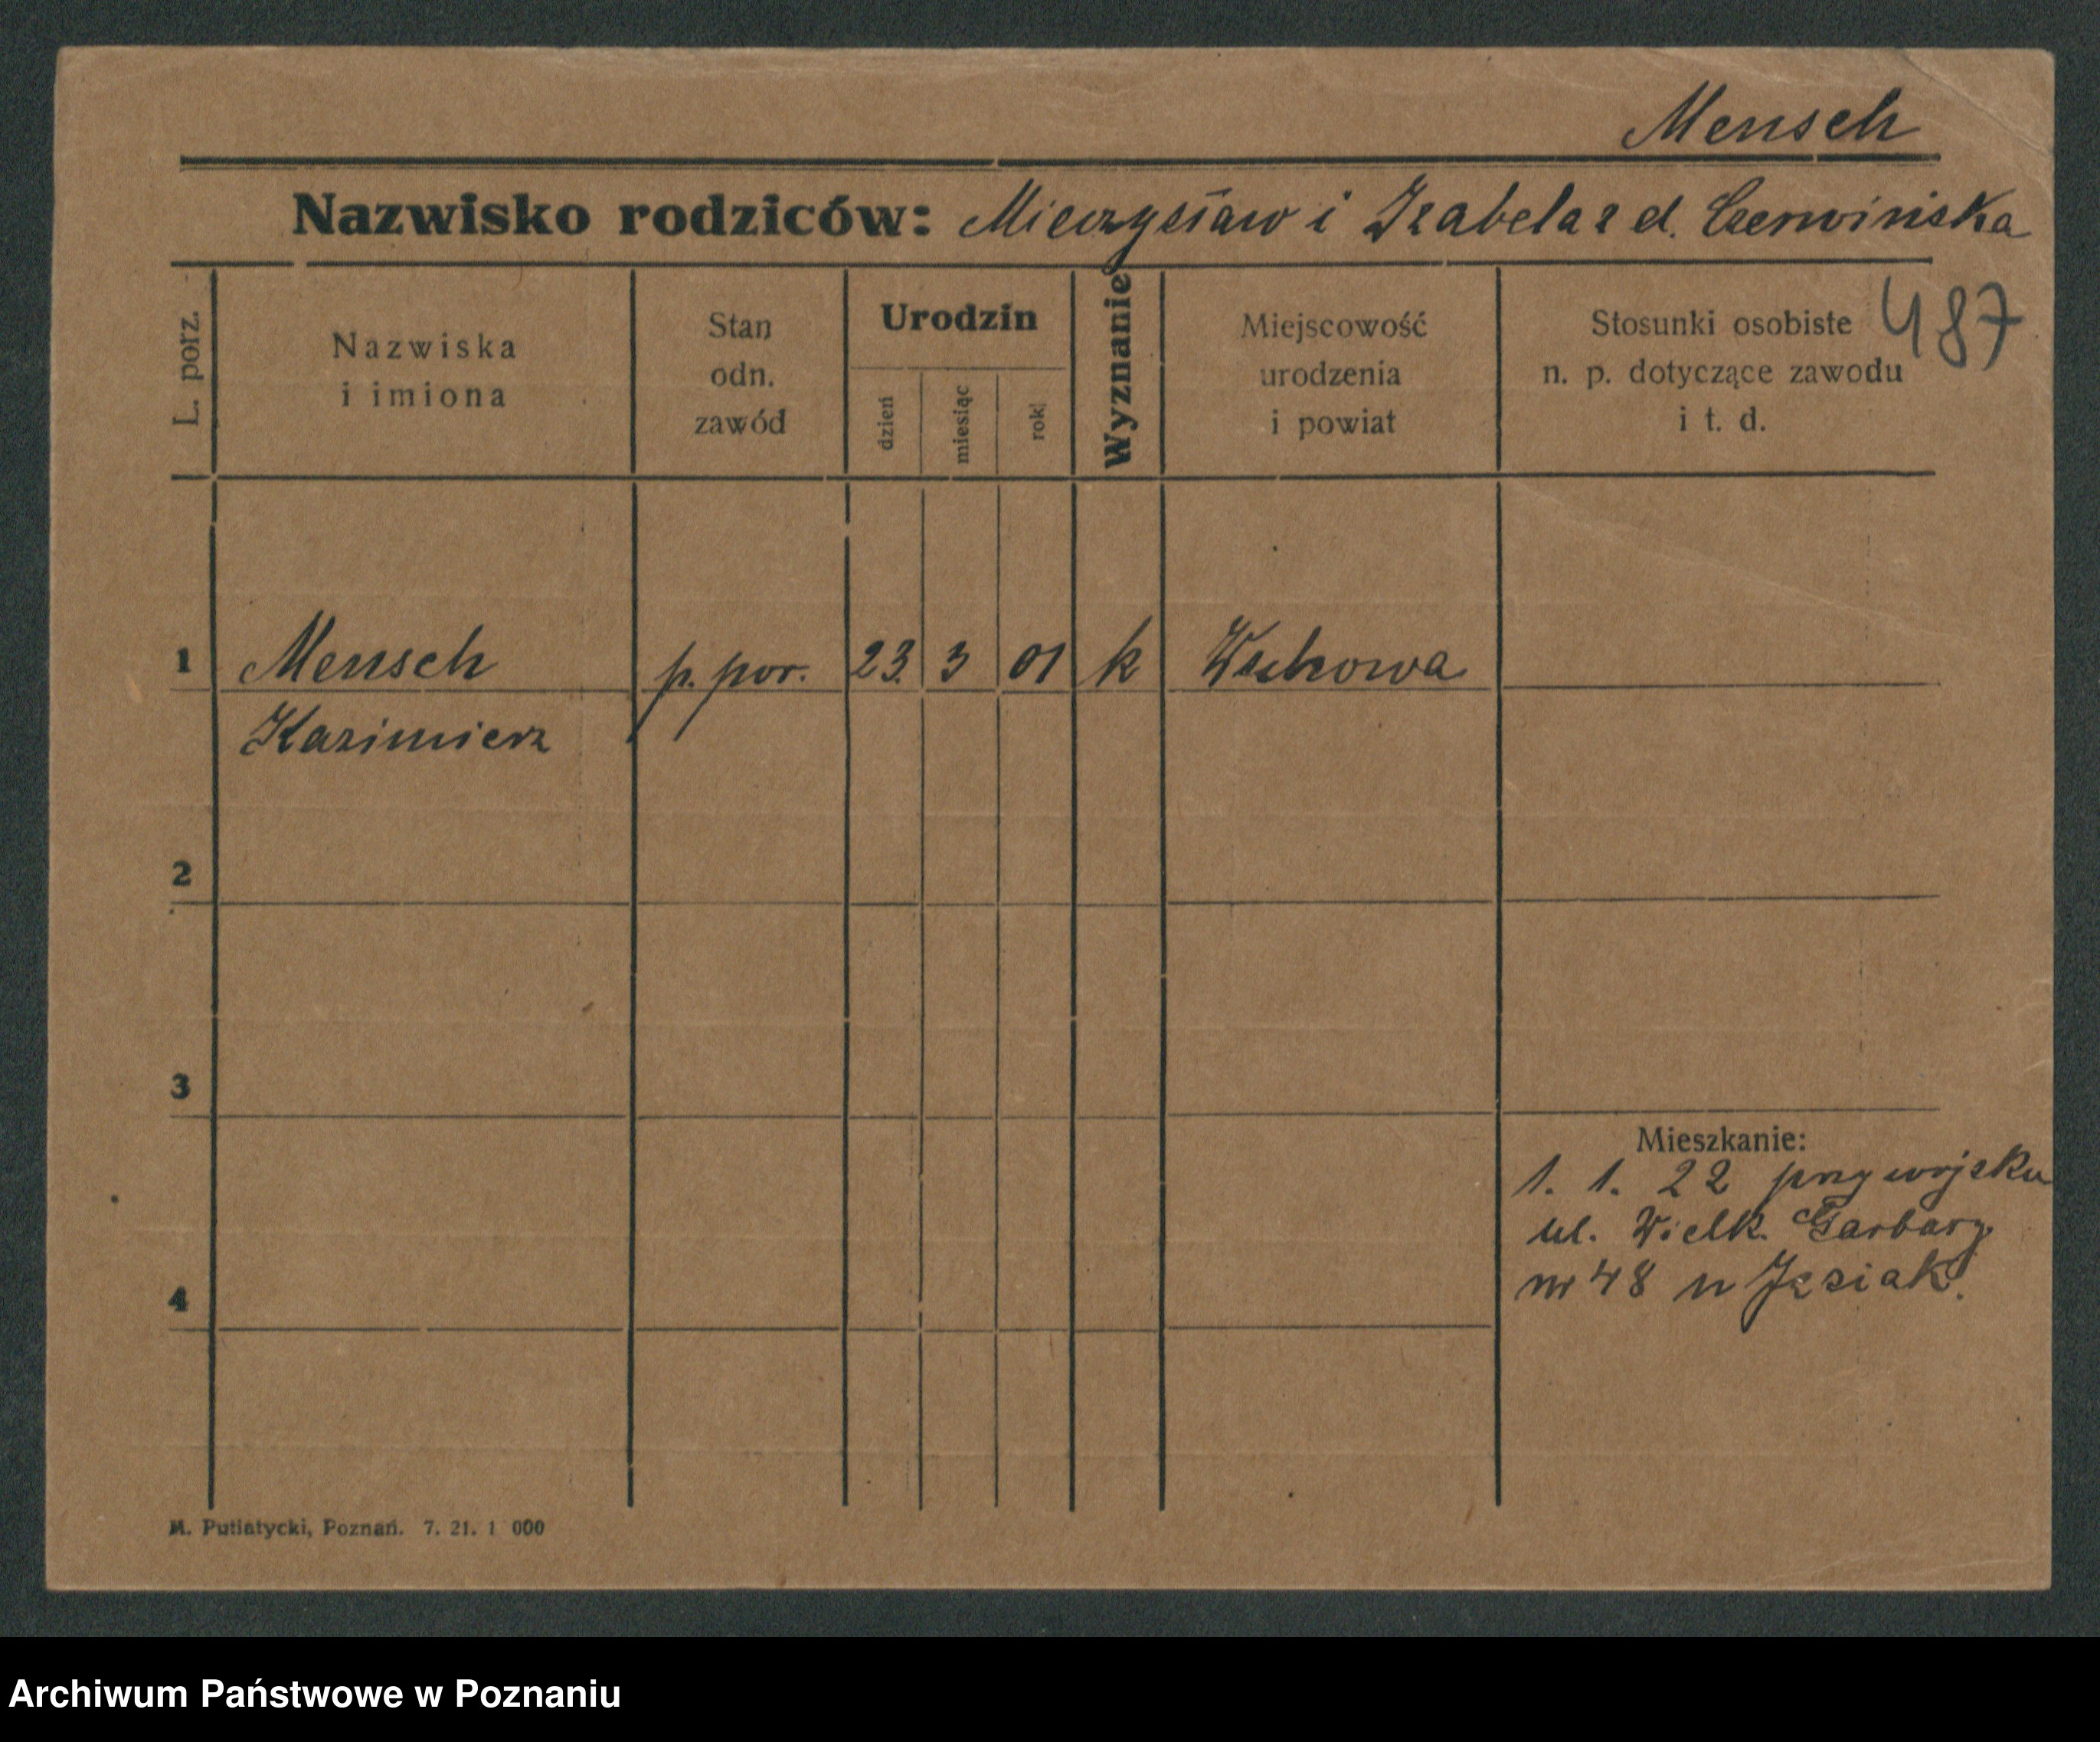 Mensch
Nazwisko rodziców: Mieczysław i Izabela z d. Czerwińska
487
L. porz.
Nazwiska
i imiona
Stan
odn.
zawód
Urodzin
dzień
miesiąc
rok
Wyznanie
Miejscowość
urodzenia
i powiat
Stosunki osobiste
n. p. dotyczące zawodu
i t. d.
1 Mensch p. por. 23. 3 01 k
Kazimierz
2
3
4
Mieszkanie:
1. 1. 22 przy wojsku
ul. Wielk. Garbary
nr 48 u
M. Putiatycki, Poznań. 7. 21. 1 000
Archiwum Państwowe w Poznaniu